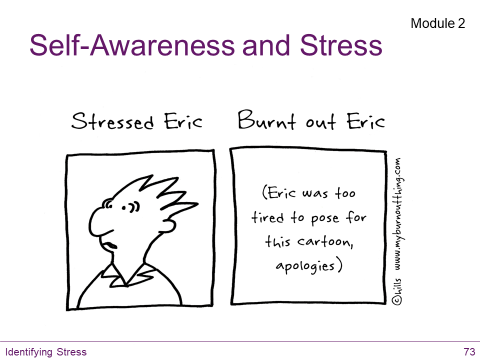 Module 2
Self-Awareness and Stress
Stressed Eric
Burnt out Eric
(Eric was too
tired to pose for
this cartoon,
apologies)
©hills www.myburnoutthing.com
Identifying Stress
73